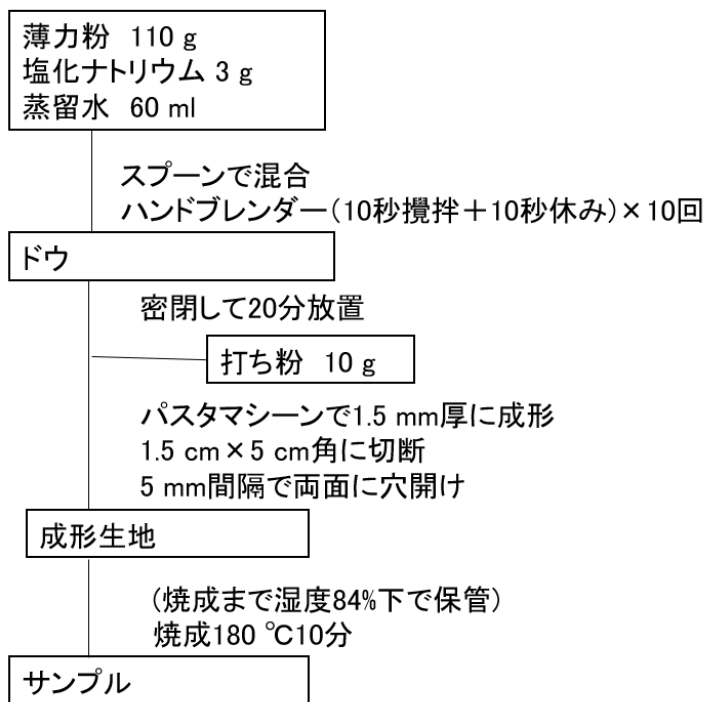 薄力粉 110 g
塩化ナトリウム 3 g
蒸留水 60 ml
スプーンで混合
ハンドブレンダー(10秒攪拌＋10秒休み)×10回
ドウ
密閉して20分放置
打ち粉 10 g
パスタマシーンで1.5 mm厚に成形
1.5 cm×5 cm角に切断
5 mm間隔で両面に穴開け
成形生地
(焼成まで湿度84%下で保管)
焼成180 ℃10分
サンプル